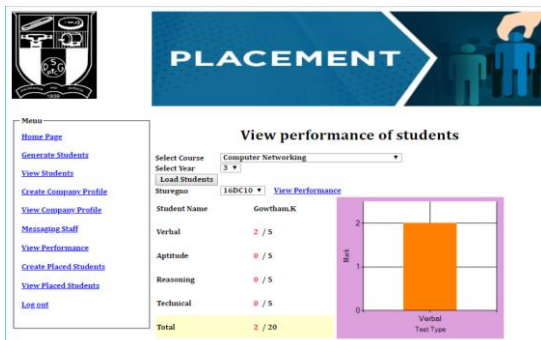 PLACEMENT
Menu
Home Page
Generate Students
View Students
Create Company Profile
View Company Profile
Messaging Staff
View Performance
Create Placed Students
View Placed Students
Log out
View performance of students
Select Course Computer Networking
Select Year 3
Load Students
Sturegno 16DC10 View Performance
Student Name Gowtham.K
Verbal 2 / 5
Aptitude 0 / 5
Reasoning 0 / 5
Technical 0 / 5
Total 2 / 20
2
1
0
Mark
Verbal
Test Type